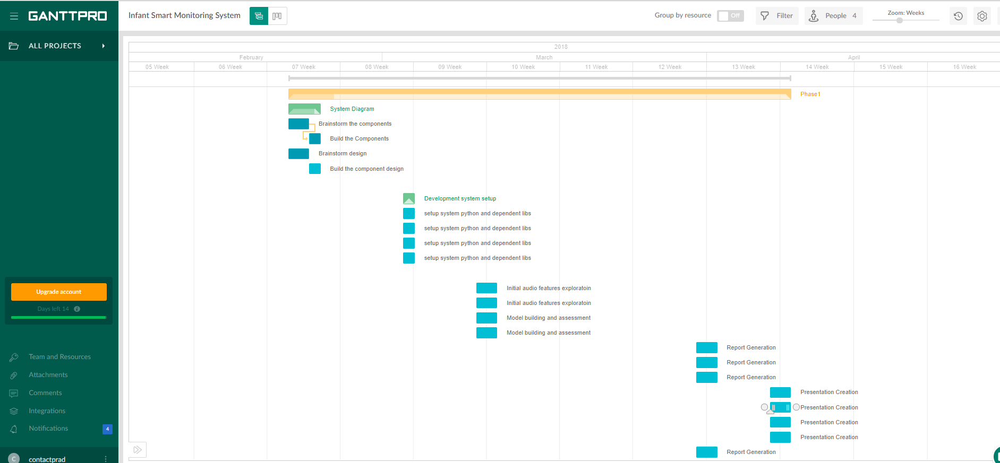 GANTTPRO
Infant Smart Monitoring System
Group by resource Off
Filter
People 4
Zoom: Weeks
ALL PROJECTS
2018
February March April
05 Week 06 Week 07 Week 08 Week 09 Week 10 Week 11 Week 12 Week 13 Week 14 Week 15 Week 16 Week
Phase1
System Diagram
Brainstorm the components
Build the Components
Brainstorm design
Build the component design
Development system setup
setup system python and dependent libs
setup system python and dependent libs
setup system python and dependent libs
setup system python and dependent libs
Initial audio features exploratoin
Initial audio features exploratoin
Model building and assessment
Model building and assessment
Report Generation
Report Generation
Report Generation
Presentation Creation
Presentation Creation
Presentation Creation
Presentation Creation
Report Generation
Upgrade account
Days left 14 i
Team and Resources
Attachments
Comments
Integrations
Notifications 4
C contactprad